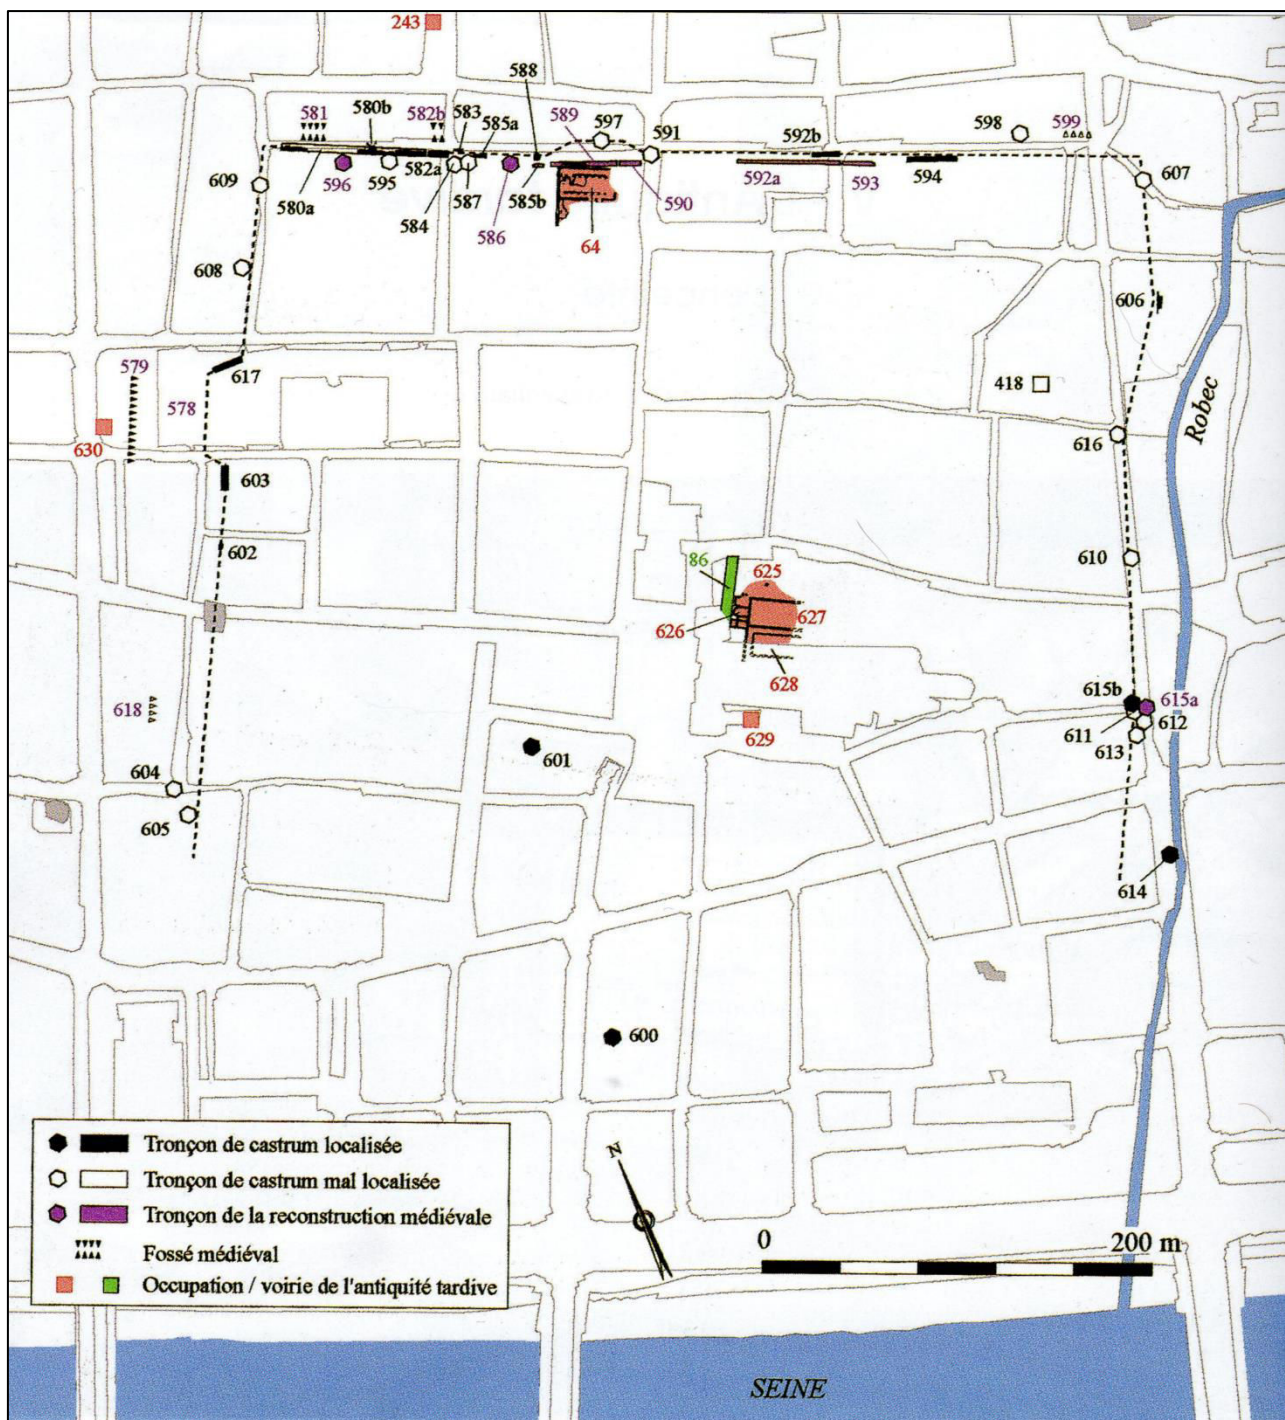 243
588
581
580b
582b
583
585a
589
597
591
592b
598
599
609
596
595
582a
580a
584
587
586
585b
64
590
592a
593
594
607
608
606
579
617
578
418
Robec
630
616
603
602
86
625
610
626
627
628
618
629
615b
615a
611
612
613
601
604
605
614
600
Tronçon de castrum localisée
Tronçon de castrum mal localisée
Tronçon de la reconstruction médiévale
Fossé médiéval
Occupation / voirie de l'antiquité tardive
N
0
200 m
SEINE